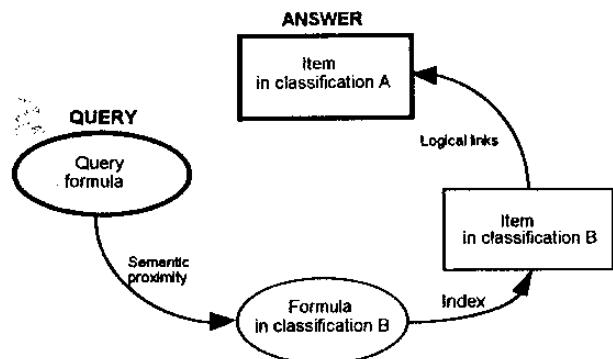 ANSWER
Item
in classification A
QUERY
Query
formula
Logical links
Item
in classification B
Semantic
proximity
Formula
in classification B
Index